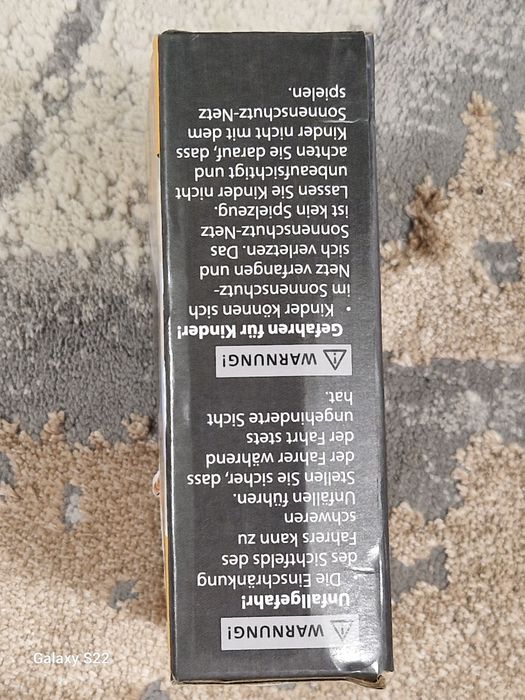 WARNUNG!
Unfallgefahr!
Die Einschränkung
des Sichtfelds des
Fahrers kann zu
schweren
Unfällen führen.
Stellen Sie sicher, dass
der Fahrer während
der Fahrt stets
ungehinderte Sicht
hat.
WARNUNG!
Gefahren für Kinder!
• Kinder können sich
im Sonnenschutz-
Netz verfangen und
sich verletzen. Das
Sonnenschutz-Netz
ist kein Spielzeug.
Lassen Sie Kinder nicht
unbeaufsichtigt und
achten Sie darauf, dass
Kinder nicht mit dem
Sonnenschutz-Netz
spielen.
Galaxy S22